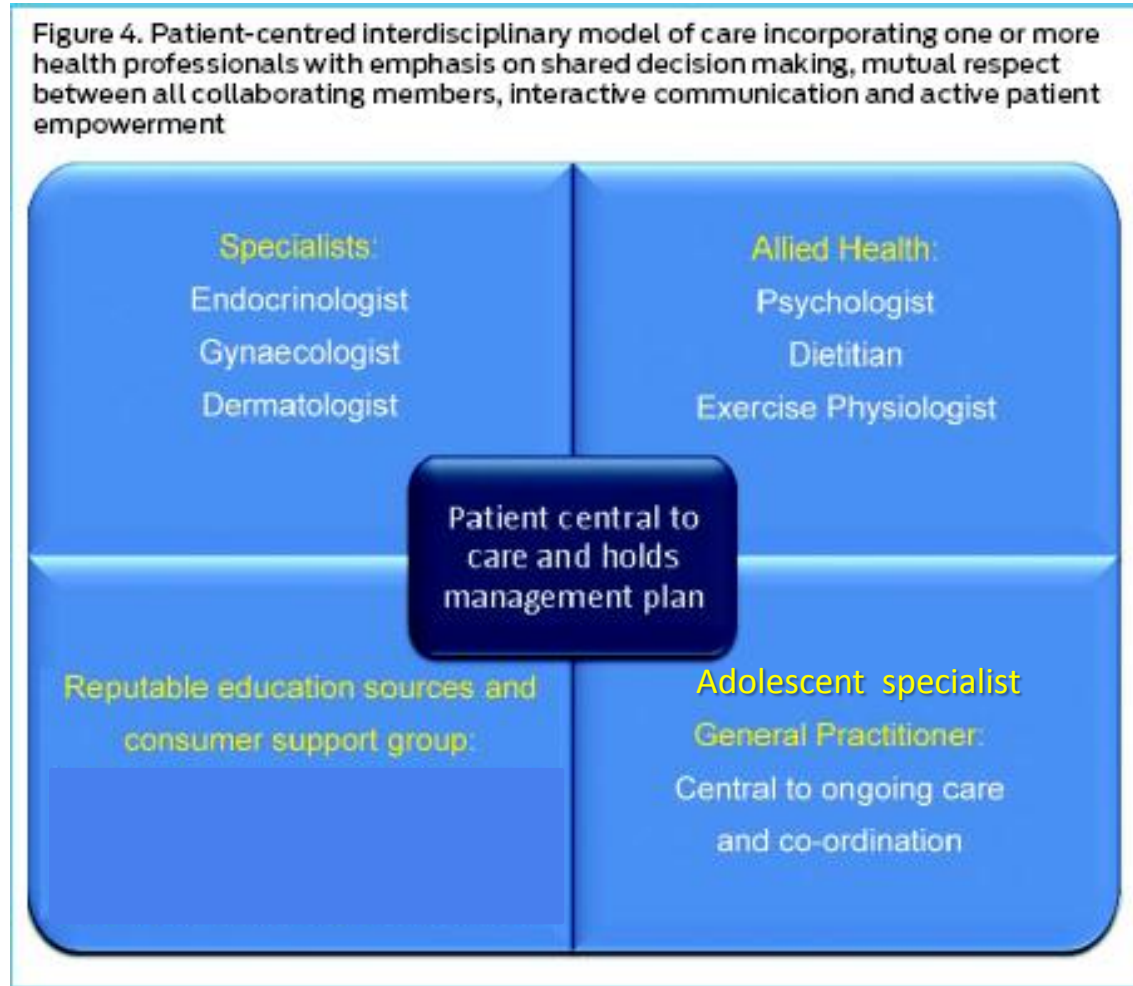 Figure 4. Patient-centred interdisciplinary model of care incorporating one or more
health professionals with emphasis on shared decision making, mutual respect
between all collaborating members, interactive communication and active patient
empowerment
Specialists:
Endocrinologist
Gynaecologist
Dermatologist
Allied Health:
Psychologist
Dietitian
Exercise Physiologist
Patient central to
care and holds
management plan
Reputable education sources and
consumer support group:
Adolescent specialist
General Practitioner:
Central to ongoing care
and co-ordination